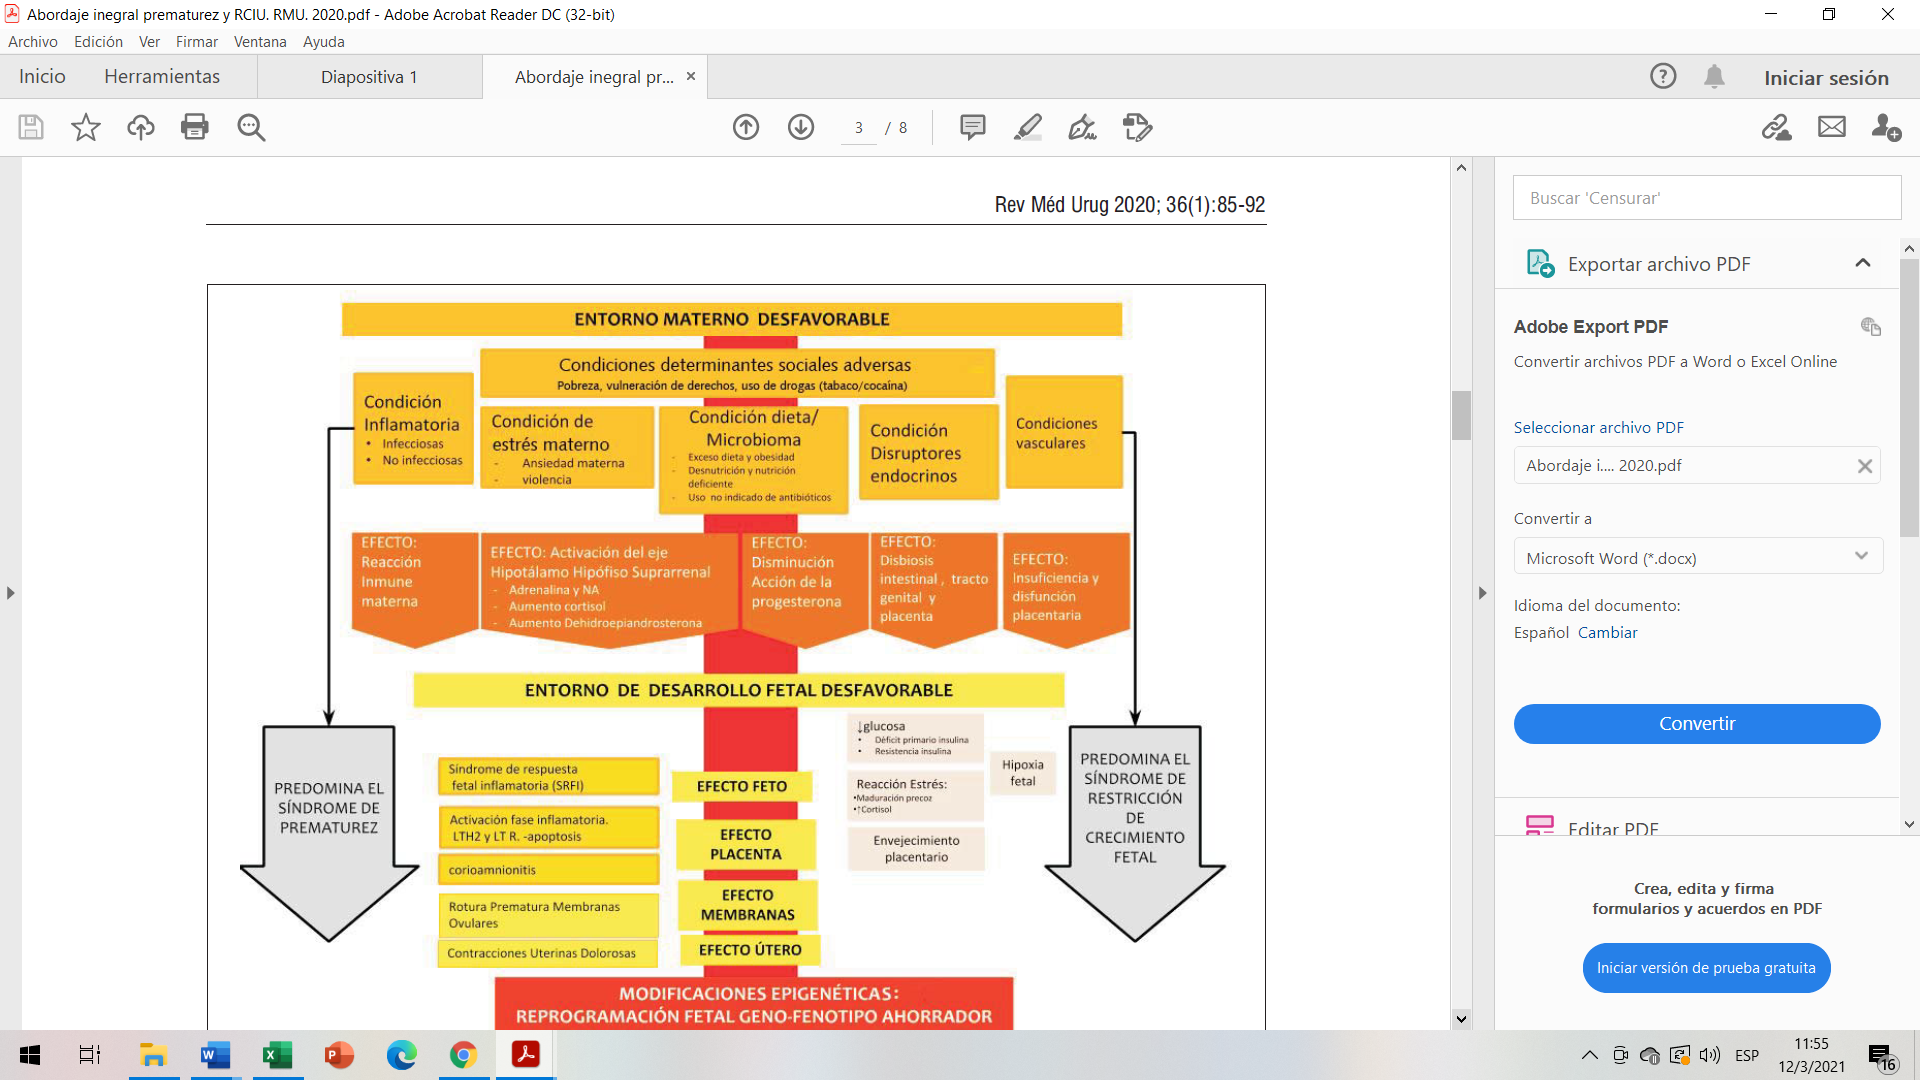 Abordaje inegral prematurez y RCIU. RMU. 2020.pdf - Adobe Acrobat Reader DC (32-bit)
Archivo Edición Ver Firmar Ventana Ayuda
Inicio Herramientas Diapositiva 1 Abordaje inegral pr... × Iniciar sesión
3 / 8
Rev Méd Urug 2020; 36(1):85-92
ENTORNO MATERNO DESFAVORABLE
Condiciones determinantes sociales adversas
Pobreza, vulneración de derechos, uso de drogas (tabaco/cocaína)
Condición
Inflamatoria
• Infecciosas
• No infecciosas
Condición de
estrés materno
- Ansiedad materna
- violencia
Condición dieta/
Microbioma
- Exceso dieta y obesidad
- Desnutrición y nutrición
deficiente
- Uso no indicado de antibióticos
Condición
Disruptores
endocrinos
Condiciones
vasculares
EFECTO:
Reacción
Inmune
materna
EFECTO: Activación del eje
Hipotálamo Hipófiso Suprarrenal
- Adrenalina y NA
- Aumento cortisol
- Aumento Dehidroepiandrosterona
EFECTO:
Disminución
Acción de la
progesterona
EFECTO:
Disbiosis
intestinal , tracto
genital y
placenta
EFECTO:
Insuficiencia y
disfunción
placentaria
ENTORNO DE DESARROLLO FETAL DESFAVORABLE
PREDOMINA EL
SÍNDROME DE
PREMATUREZ
Síndrome de respuesta
fetal inflamatoria (SRFI)
Activación fase inflamatoria.
LTH2 y LT R. -apoptosis
corioamnionitis
Rotura Prematura Membranas
Ovulares
Contracciones Uterinas Dolorosas
EFECTO FETO
EFECTO
PLACENTA
EFECTO
MEMBRANAS
EFECTO ÚTERO
↓glucosa
• Déficit primario insulina
• Resistencia insulina
Reacción Estrés:
•Maduración precoz
•↑Cortisol
Envejecimiento
placentario
Hipoxia
fetal
PREDOMINA EL
SÍNDROME DE
RESTRICCIÓN
DE
CRECIMIENTO
FETAL
MODIFICACIONES EPIGENÉTICAS:
REPROGRAMACIÓN FETAL GENO-FENOTIPO AHORRADOR
Buscar 'Censurar'
Exportar archivo PDF
Adobe Export PDF
Convertir archivos PDF a Word o Excel Online
Seleccionar archivo PDF
Abordaje i.... 2020.pdf
Convertir a
Microsoft Word (*.docx)
Idioma del documento:
Español Cambiar
Convertir
Editar PDF
Crea, edita y firma
formularios y acuerdos en PDF
Iniciar versión de prueba gratuita
ESP
11:55
12/3/2021
16